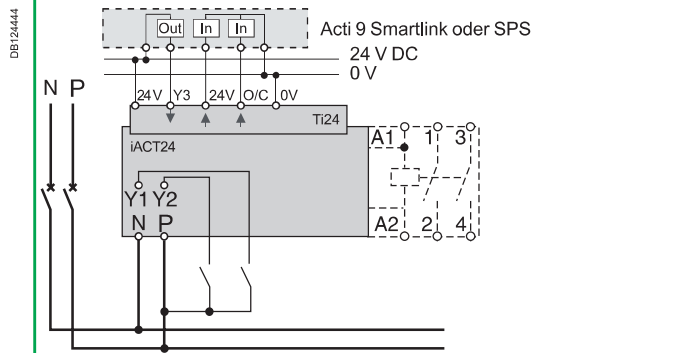 DB124444
Out In In
Acti 9 Smartlink oder SPS
24 V DC
0 V
N P
24V Y3 24V O/C 0V
Ti24
iACT24
A1 1 3
Y1 Y2
N P
A2 2 4